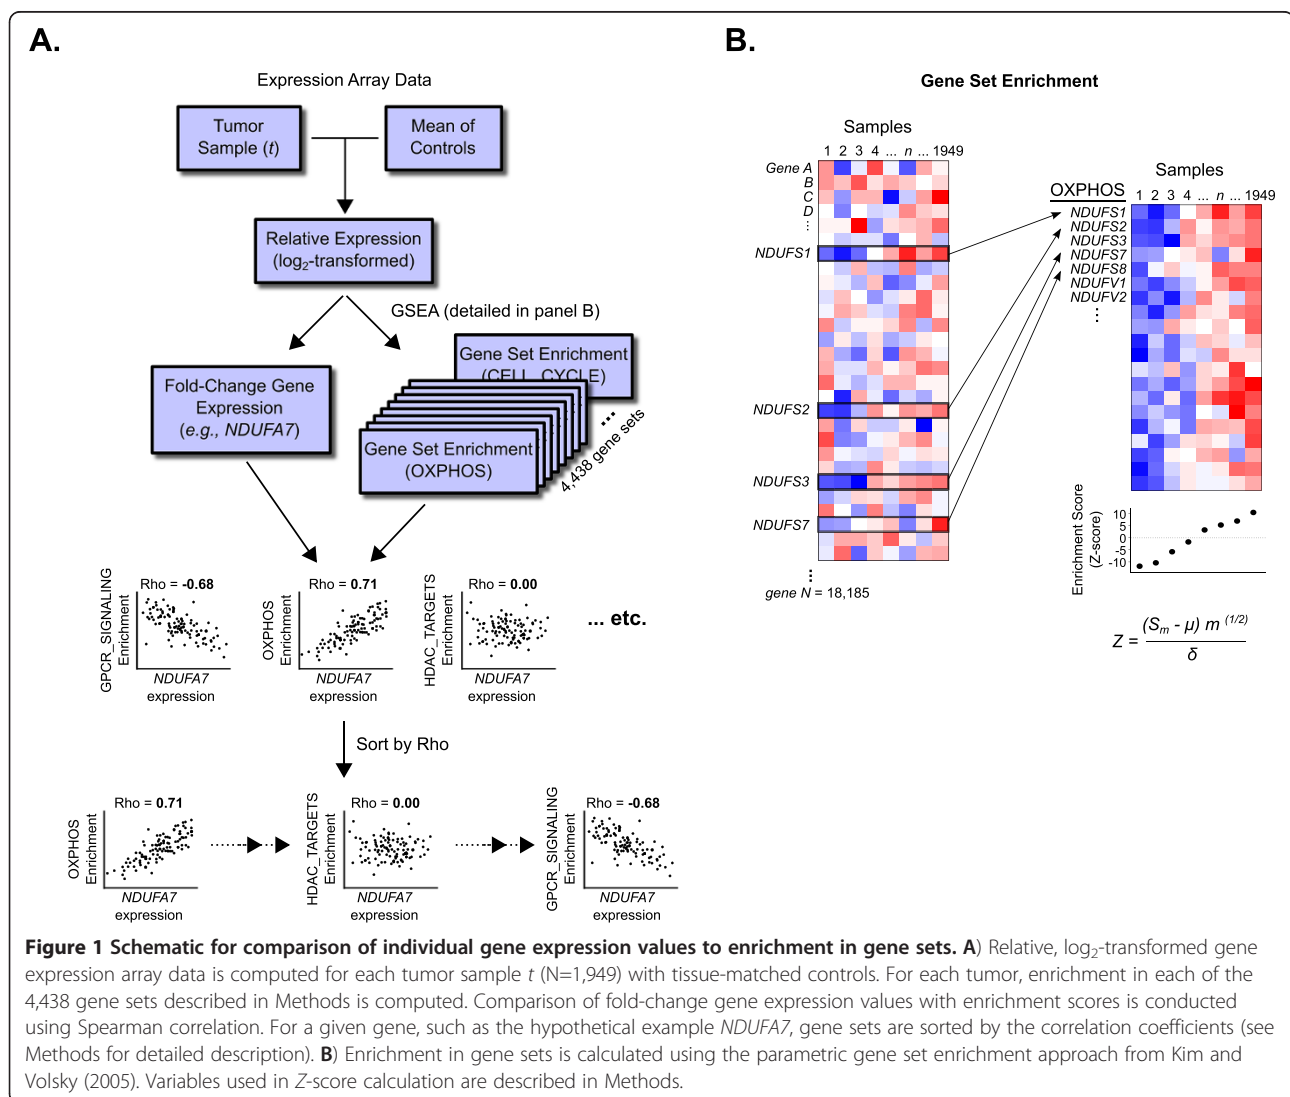 A.
Expression Array Data
Tumor
Sample (t)
Mean of
Controls
Relative Expression
(log2-transformed)
GSEA (detailed in panel B)
Fold-Change Gene
Expression
(e.g., NDUFA7)
Gene Set Enrichment
(CELL_CYCLE)
Gene Set Enrichment
(OXPHOS)
...
4,438 gene sets
Rho = -0.68
GPCR_SIGNALING
Enrichment
NDUFA7
expression
Rho = 0.71
OXPHOS
Enrichment
NDUFA7
expression
Rho = 0.00
HDAC_TARGETS
Enrichment
NDUFA7
expression
... etc.
Sort by Rho
Rho = 0.71
OXPHOS
Enrichment
NDUFA7
expression
Rho = 0.00
HDAC_TARGETS
Enrichment
NDUFA7
expression
Rho = -0.68
GPCR_SIGNALING
Enrichment
NDUFA7
expression
B.
Gene Set Enrichment
Samples
1 2 3 4 ... n ... 1949
Gene A
B
C
D
...
NDUFS1
NDUFS2
NDUFS3
NDUFS7
...
gene N = 18,185
Samples
OXPHOS
1 2 3 4 ... n ... 1949
NDUFS1
NDUFS2
NDUFS3
NDUFS7
NDUFS8
NDUFV1
NDUFV2
...
Enrichment Score
(Z-score)
10
5
0
-5
-10
Z = (Sm - μ) m (1/2)
δ
Figure 1 Schematic for comparison of individual gene expression values to enrichment in gene sets. A) Relative, log2-transformed gene
expression array data is computed for each tumor sample t (N=1,949) with tissue-matched controls. For each tumor, enrichment in each of the
4,438 gene sets described in Methods is computed. Comparison of fold-change gene expression values with enrichment scores is conducted
using Spearman correlation. For a given gene, such as the hypothetical example NDUFA7, gene sets are sorted by the correlation coefficients (see
Methods for detailed description). B) Enrichment in gene sets is calculated using the parametric gene set enrichment approach from Kim and
Volsky (2005). Variables used in Z-score calculation are described in Methods.